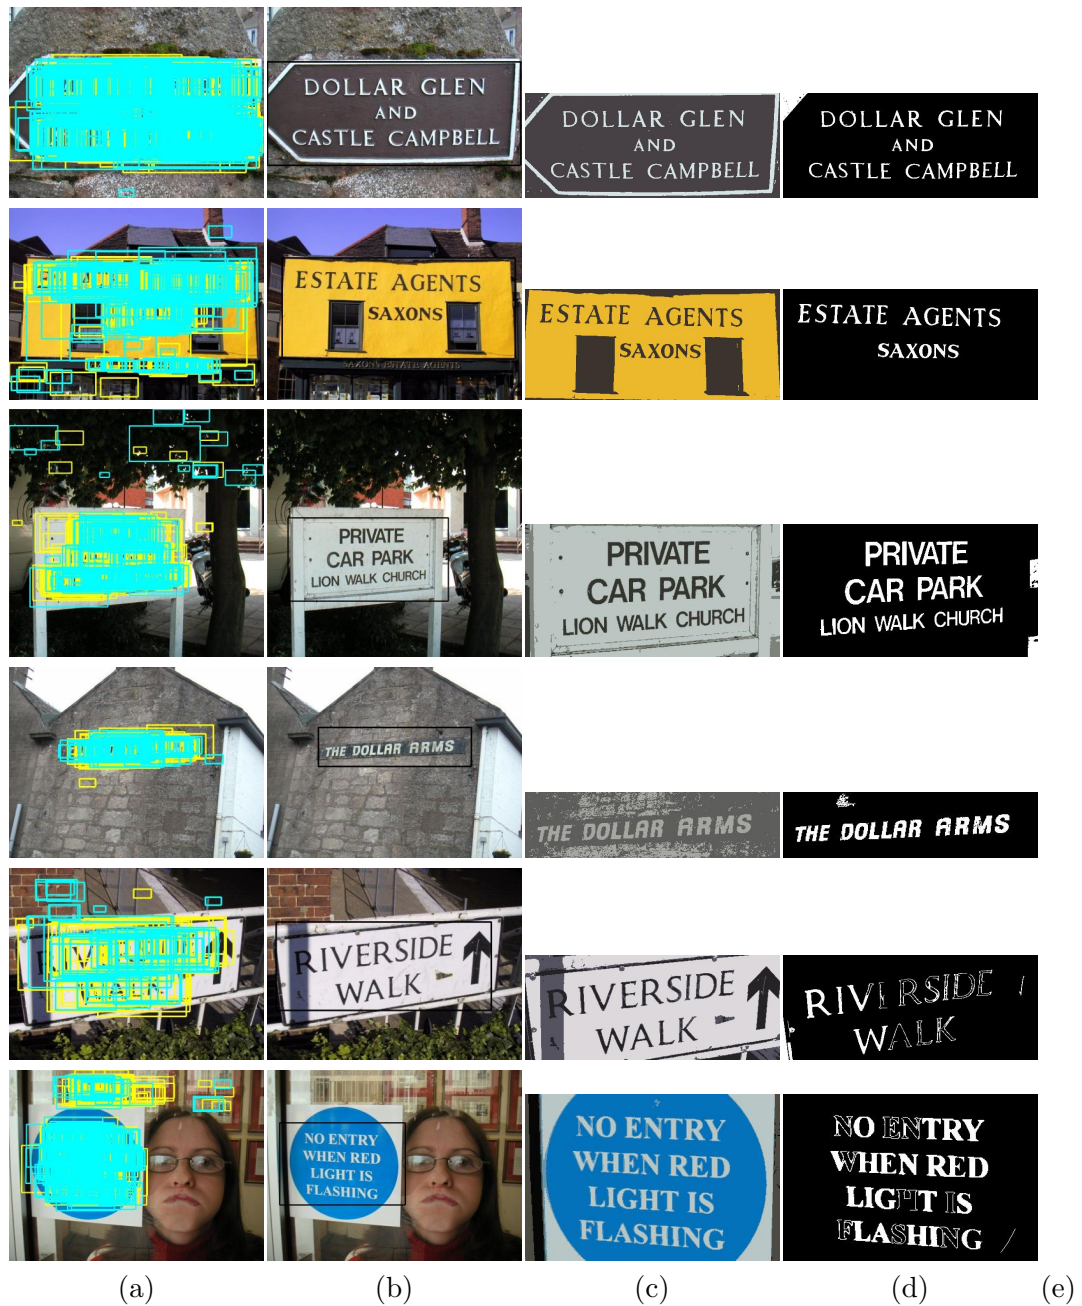 DOLLAR GLEN
AND
CASTLE CAMPBELL
DOLLAR GLEN
AND
CASTLE CAMPBELL
DOLLAR GLEN
AND
CASTLE CAMPBELL
ESTATE AGENTS
SAXONS
SAXON ESTATE AGENTS
ESTATE AGENTS
SAXONS
ESTATE AGENTS
SAXONS
PRIVATE
CAR PARK
LION WALK CHURCH
PRIVATE
CAR PARK
LION WALK CHURCH
PRIVATE
CAR PARK
LION WALK CHURCH
THE DOLLAR ARMS
THE DOLLAR ARMS
THE DOLLAR ARMS
RIVERSIDE
WALK
RIVERSIDE
WALK
RIVERSIDE
WALK
NO ENTRY
WHEN RED
LIGHT IS
FLASHING
NO ENTRY
WHEN RED
LIGHT IS
FLASHING
NO ENTRY
WHEN RED
LIGHT IS
FLASHING
(a) (b) (c) (d) (e)